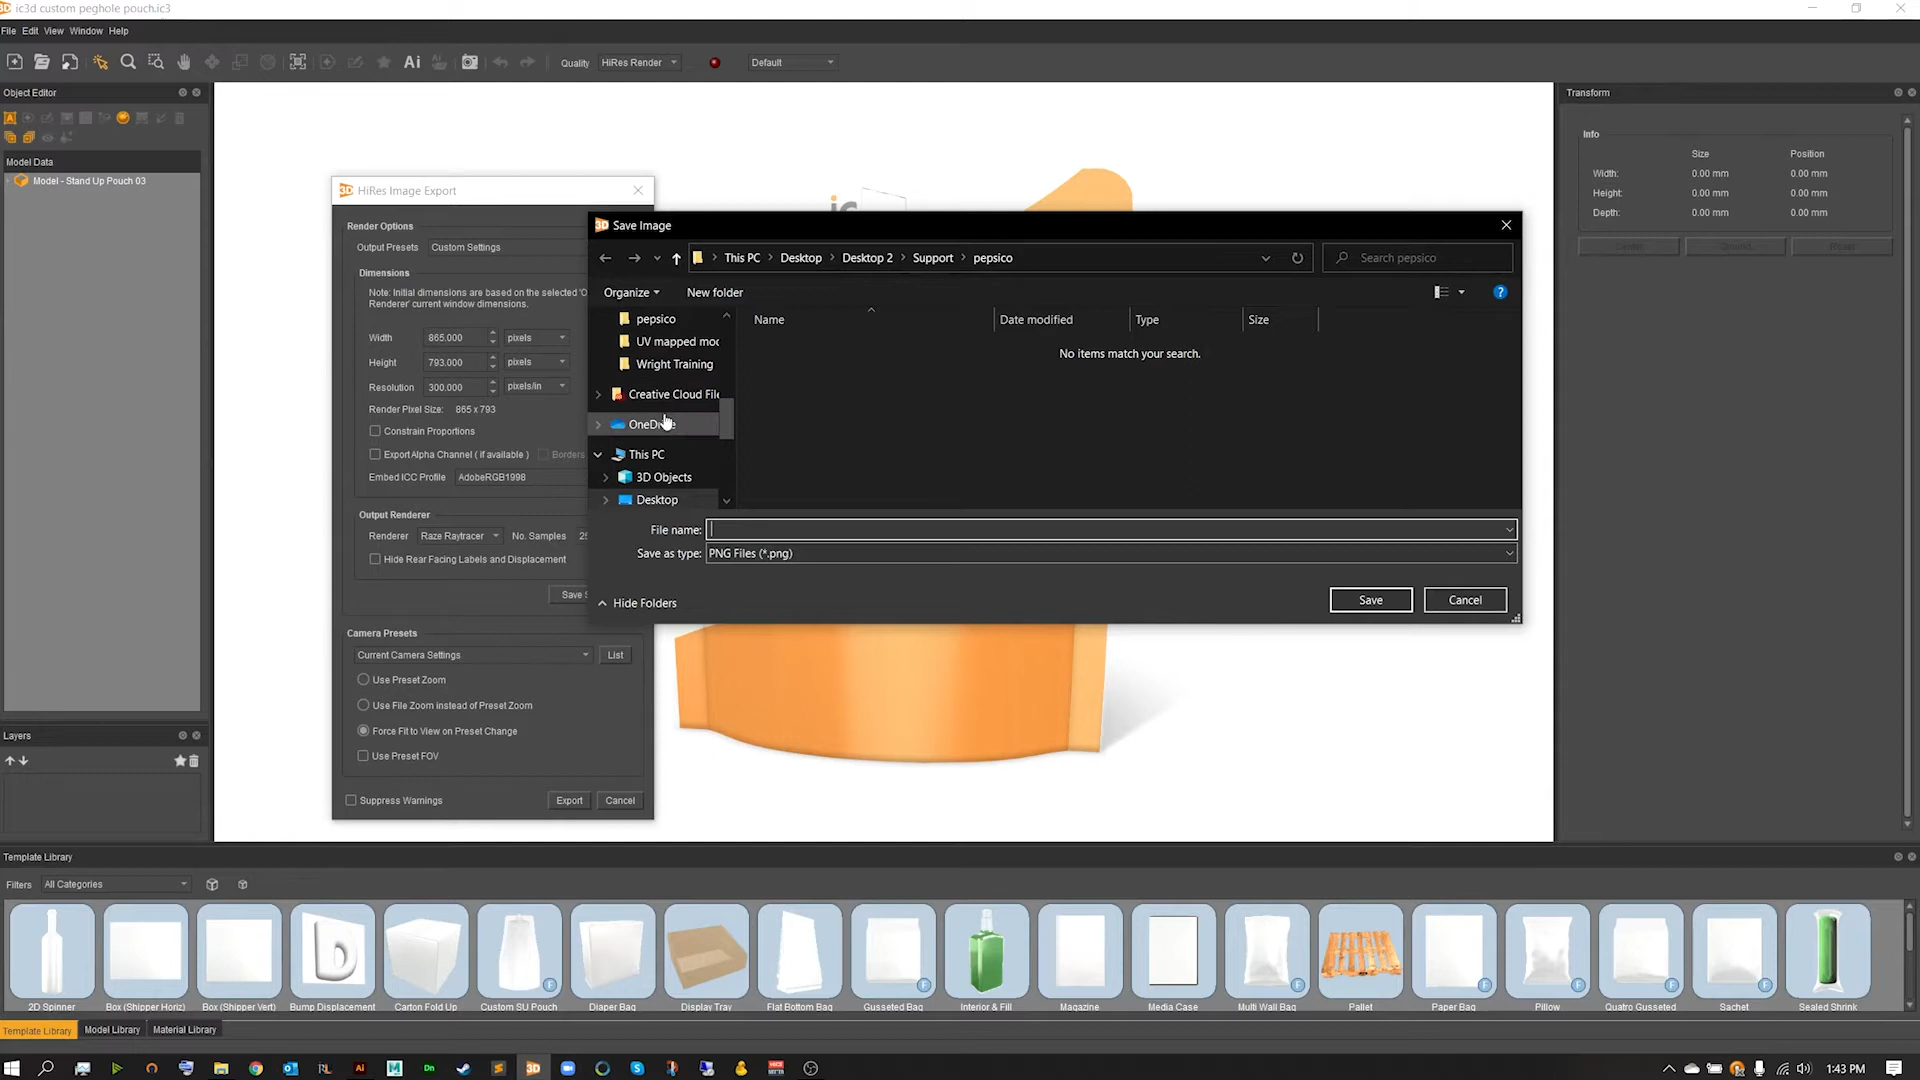 ic3d custom peghole pouch.ic3
File Edit View Window Help
Ai
Quality HiRes Render Default
Object Editor
Model Data
Model - Stand Up Pouch 03
Layers
Transform
Info
Size Position
Width: 0.00 mm 0.00 mm
Height: 0.00 mm 0.00 mm
Depth: 0.00 mm 0.00 mm
HiRes Image Export
Render Options
Output Presets Custom Settings
Dimensions
Note: Initial dimensions are based on the selected 'O
Renderer' current window dimensions.
Width 865.000 pixels
Height 793.000 pixels
Resolution 300.000 pixels/in
Render Pixel Size: 865 x 793
Constrain Proportions
Export Alpha Channel ( if available ) Borders
Embed ICC Profile AdobeRGB1998
Output Renderer
Renderer Raze Raytracer No. Samples
Hide Rear Facing Labels and Displacement
Save S
Camera Presets
Current Camera Settings List
Use Preset Zoom
Use File Zoom instead of Preset Zoom
Force Fit to View on Preset Change
Use Preset FOV
Suppress Warnings Export Cancel
ic
Save Image
This PC > Desktop > Desktop 2 > Support > pepsico
Search pepsico
Organize New folder
pepsico
UV mapped mod
Wright Training
Creative Cloud File
OneDrive
This PC
3D Objects
Desktop
Name Date modified Type Size
No items match your search.
File name:
Save as type: PNG Files (*.png)
Hide Folders Save Cancel
Template Library
Filters All Categories
2D Spinner Box (Shipper Horiz) Box (Shipper Vert) Bump Displacement Carton Fold Up Custom SU Pouch Diaper Bag Display Tray Flat Bottom Bag Gusseted Bag Interior & Fill Magazine Media Case Multi Wall Bag Pallet Paper Bag Pillow Quatro Gusseted Sachet Sealed Shrink
Template Library Model Library Material Library
1:43 PM